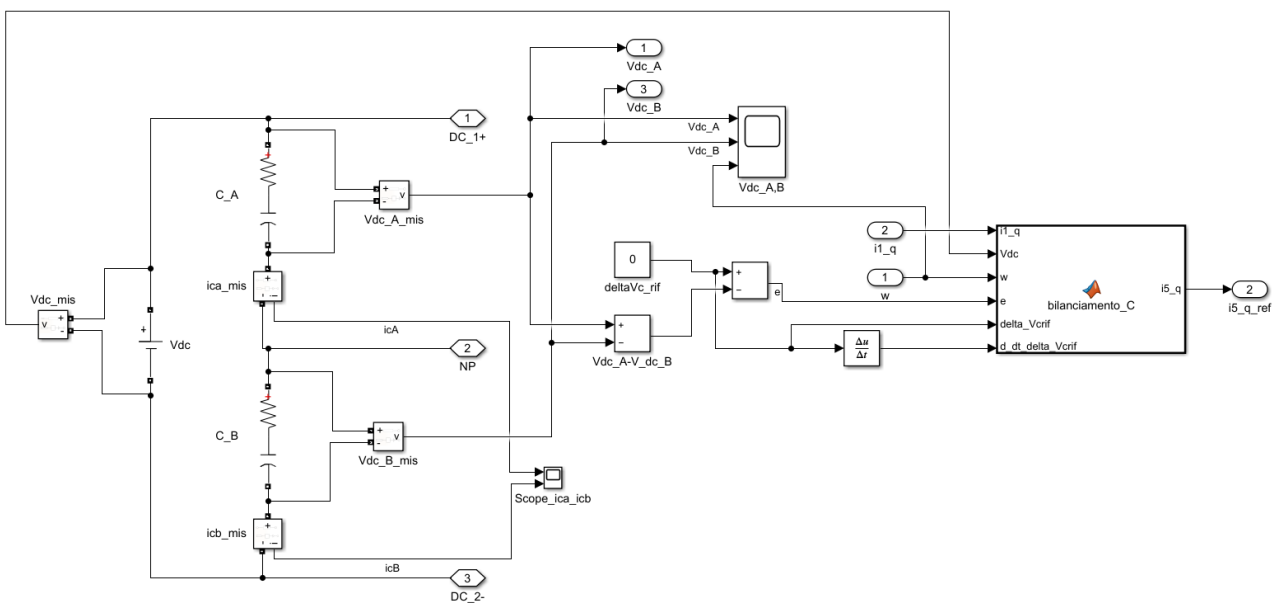 1
Vdc_A
3
Vdc_B
1
DC_1+
Vdc_A
Vdc_B
Vdc_A,B
C_A
+
-
v
Vdc_A_mis
2
i1_q
i1_q
Vdc
1
w
w
0
deltaVc_rif
+
-
e
e
bilanciamento_C
i5_q
2
i5_q_ref
delta_Vcrif
d_dt_delta_Vcrif
ica_mis
+
+
-
Vdc_mis
v
+
-
+
Vdc
icA
+
-
Vdc_A-V_dc_B
Δu
Δt
2
NP
C_B
+
-
v
Vdc_B_mis
Scope_ica_icb
icb_mis
+
+
-
icB
3
DC_2-